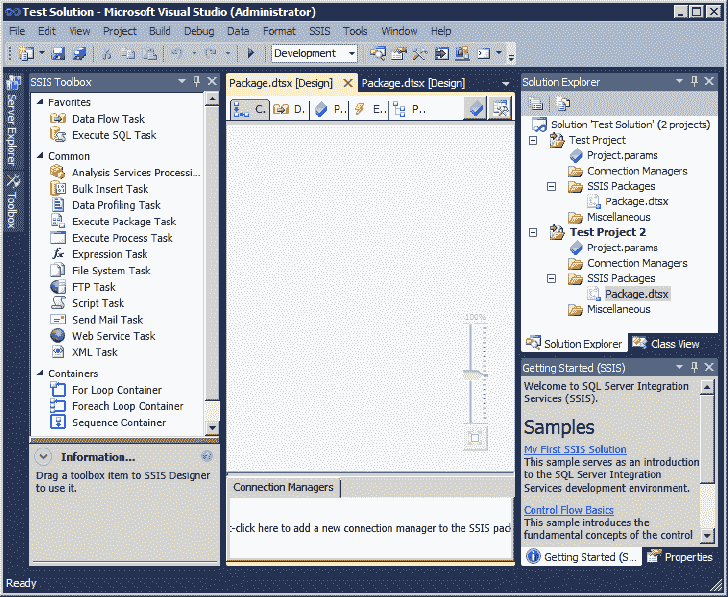 Test Solution - Microsoft Visual Studio (Administrator)
File Edit View Project Build Debug Data Format SSIS Tools Window Help
Development
Server Explorer
Toolbox
SSIS Toolbox
Favorites
Data Flow Task
Execute SQL Task
Common
Analysis Services Processi...
Bulk Insert Task
Data Profiling Task
Execute Package Task
Execute Process Task
Expression Task
File System Task
FTP Task
Script Task
Send Mail Task
Web Service Task
XML Task
Containers
For Loop Container
Foreach Loop Container
Sequence Container
Information...
Drag a toolbox item to SSIS Designer
to use it.
Package.dtsx [Design] Package.dtsx [Design]
C. D. P.. E.. P..
100%
Connection Managers
t-click here to add a new connection manager to the SSIS pac
Solution Explorer
Solution 'Test Solution' (2 projects)
Test Project
Project.params
Connection Managers
SSIS Packages
Package.dtsx
Miscellaneous
Test Project 2
Project.params
Connection Managers
SSIS Packages
Package.dtsx
Miscellaneous
Solution Explorer Class View
Getting Started (SSIS)
Welcome to SQL Server Integration
Services (SSIS).
Samples
My First SSIS Solution
This sample serves as an introduction
to the SQL Server Integration
Services development environment.
Control Flow Basics
This sample introduces the
fundamental concepts of the control
Getting Started (S... Properties
Ready